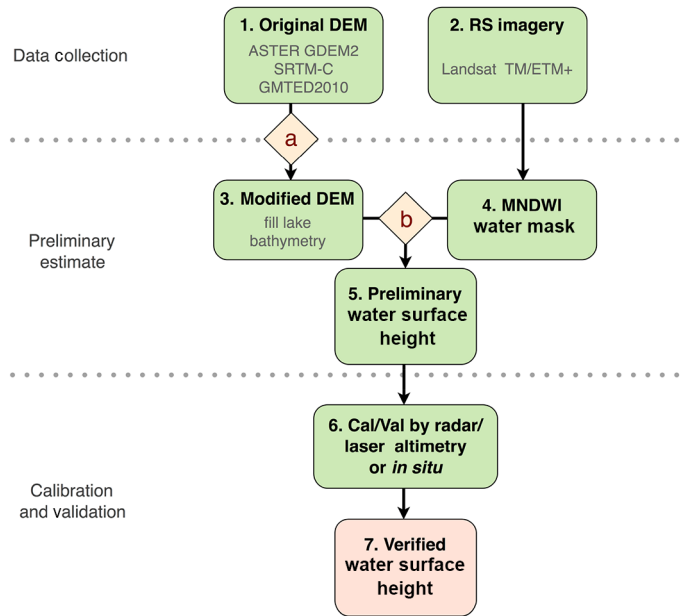 Data collection
1. Original DEM
ASTER GDEM2
SRTM-C
GMTED2010
2. RS imagery
Landsat TM/ETM+
a
Preliminary
estimate
3. Modified DEM
fill lake
bathymetry
b
4. MNDWI
water mask
5. Preliminary
water surface
height
Calibration
and validation
6. Cal/Val by radar/
laser altimetry
or in situ
7. Verified
water surface
height